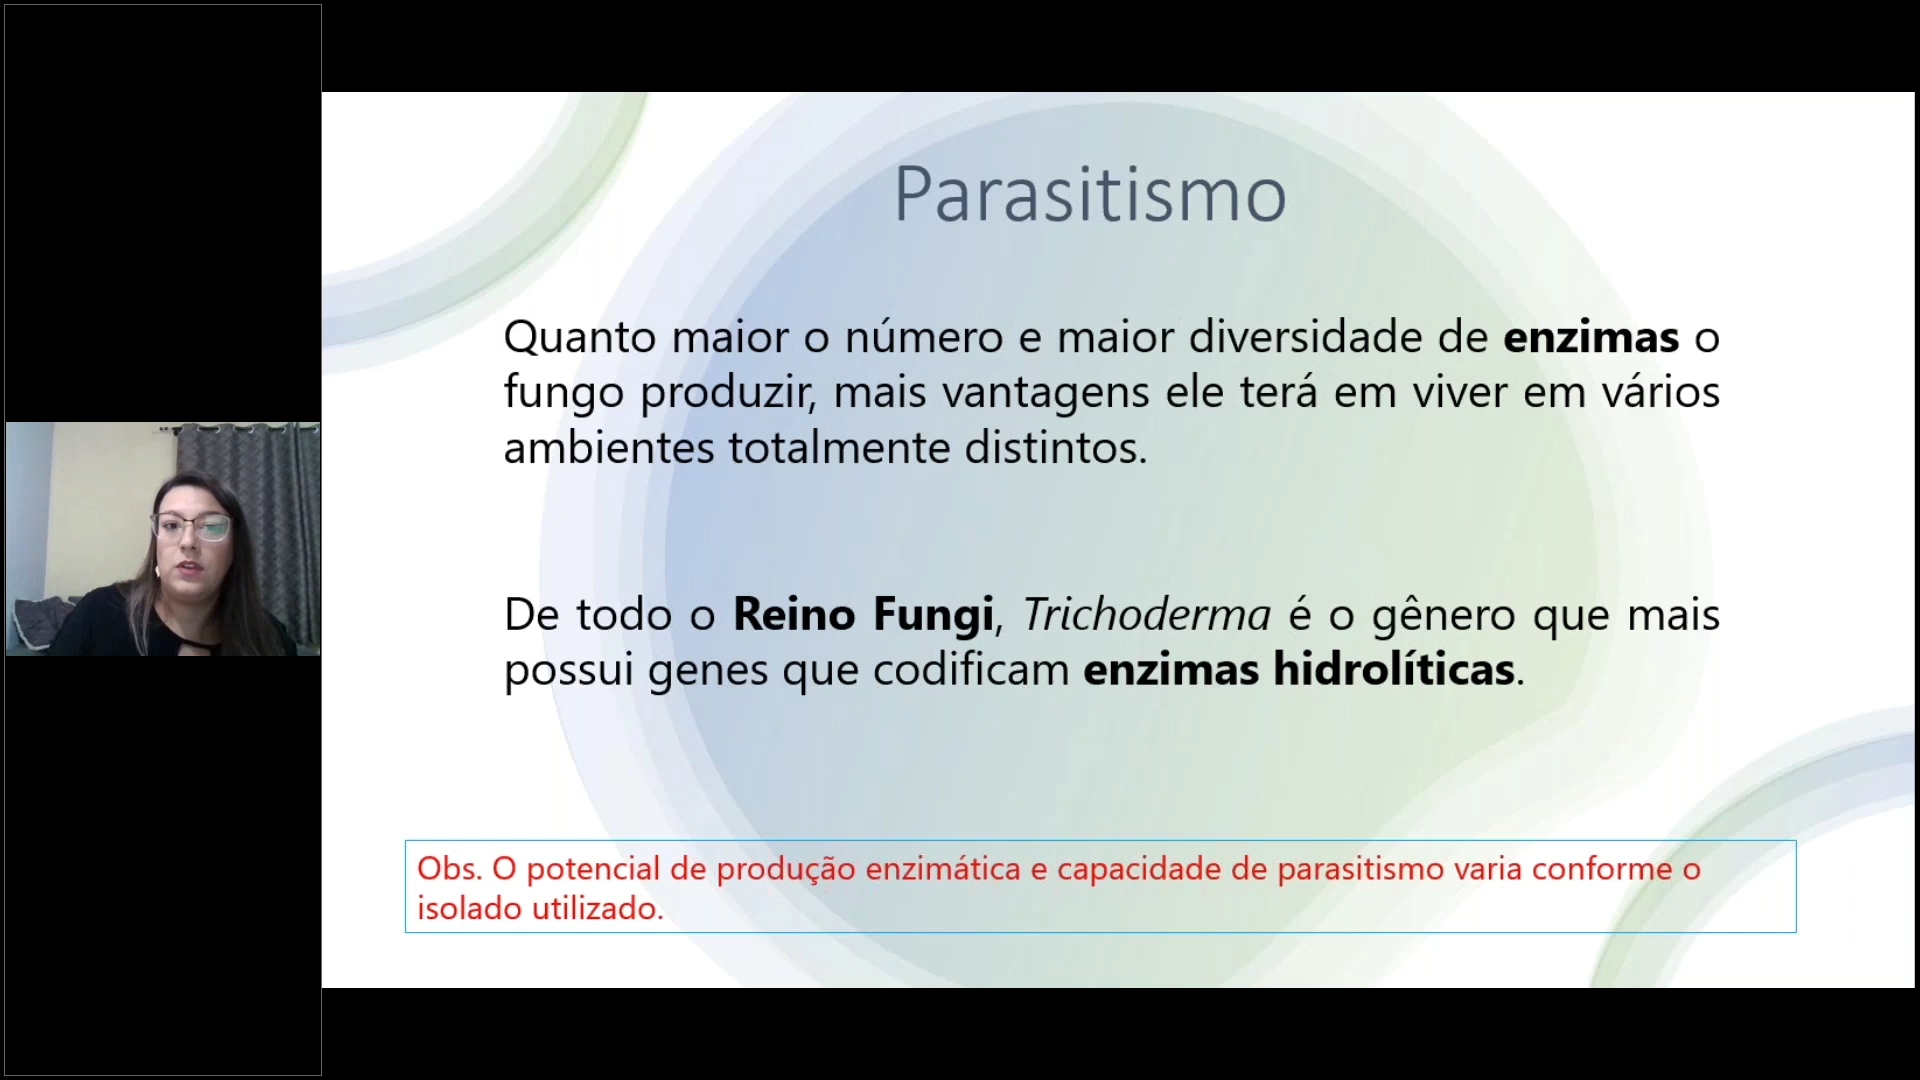 Parasitismo
Quanto maior o número e maior diversidade de enzimas o
fungo produzir, mais vantagens ele terá em viver em vários
ambientes totalmente distintos.
De todo o Reino Fungi, Trichoderma é o gênero que mais
possui genes que codificam enzimas hidrolíticas.
Obs. O potencial de produção enzimática e capacidade de parasitismo varia conforme o
isolado utilizado.